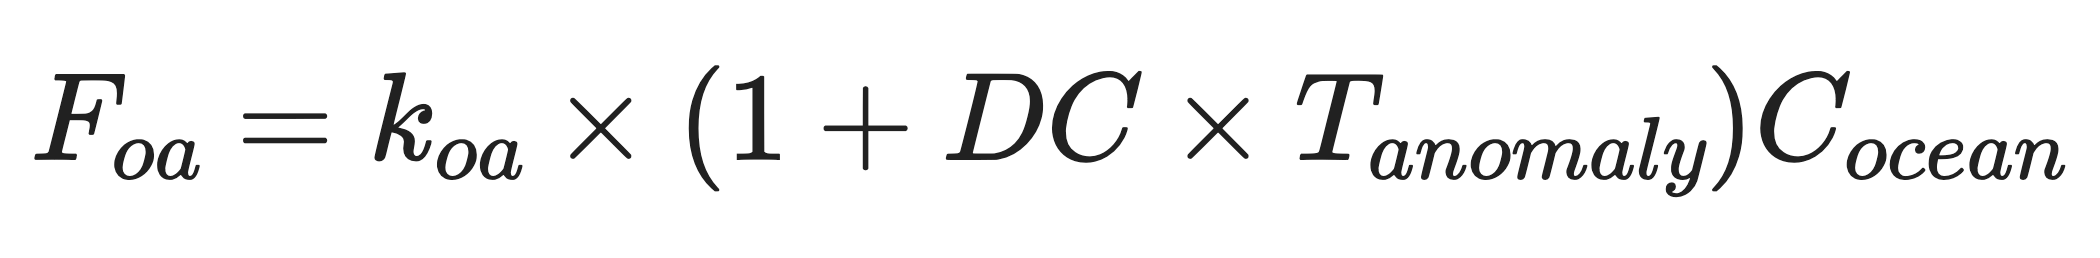 F_{oa} = k_{oa} × (1 + DC × T_{anomaly})C_{ocean}